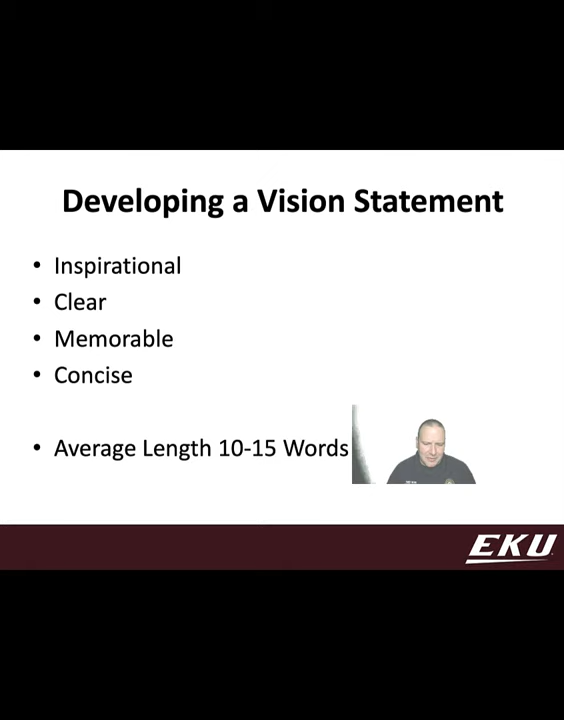 Developing a Vision Statement
• Inspirational
• Clear
• Memorable
• Concise
• Average Length 10-15 Words
EKU